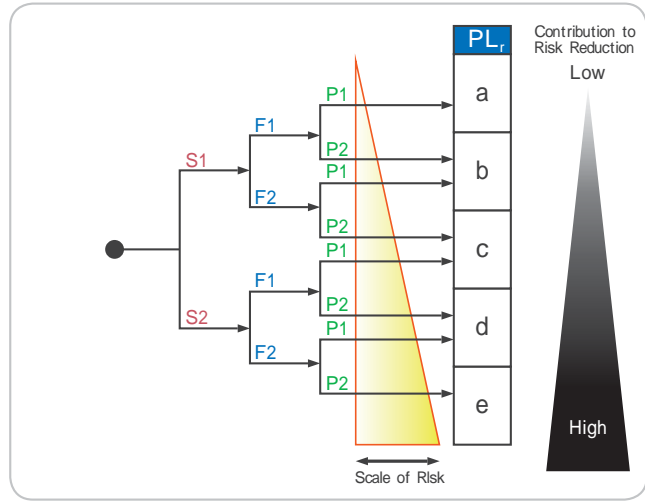 PLr
Contribution to
Risk Reduction
Low
P1
a
F1
P2
b
S1
P1
F2
P2
c
P1
F1
P2
d
S2
P1
F2
P2
e
High
Scale of RIsk